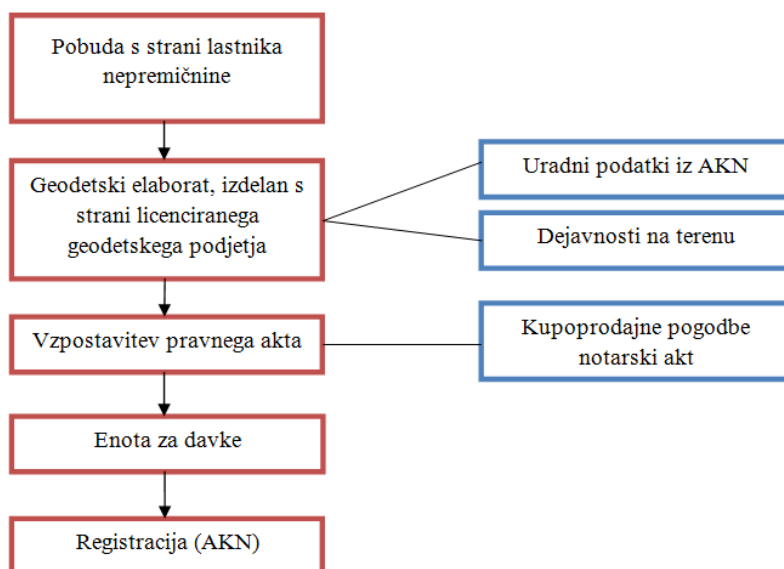 Pobuda s strani lastnika
nepremičnine
Geodetski elaborat, izdelan s
strani licenciranega
geodetskega podjetja
Uradni podatki iz AKN
Dejavnosti na terenu
Vzpostavitev pravnega akta
Kupoprodajne pogodbe
notarski akt
Enota za davke
Registracija (AKN)